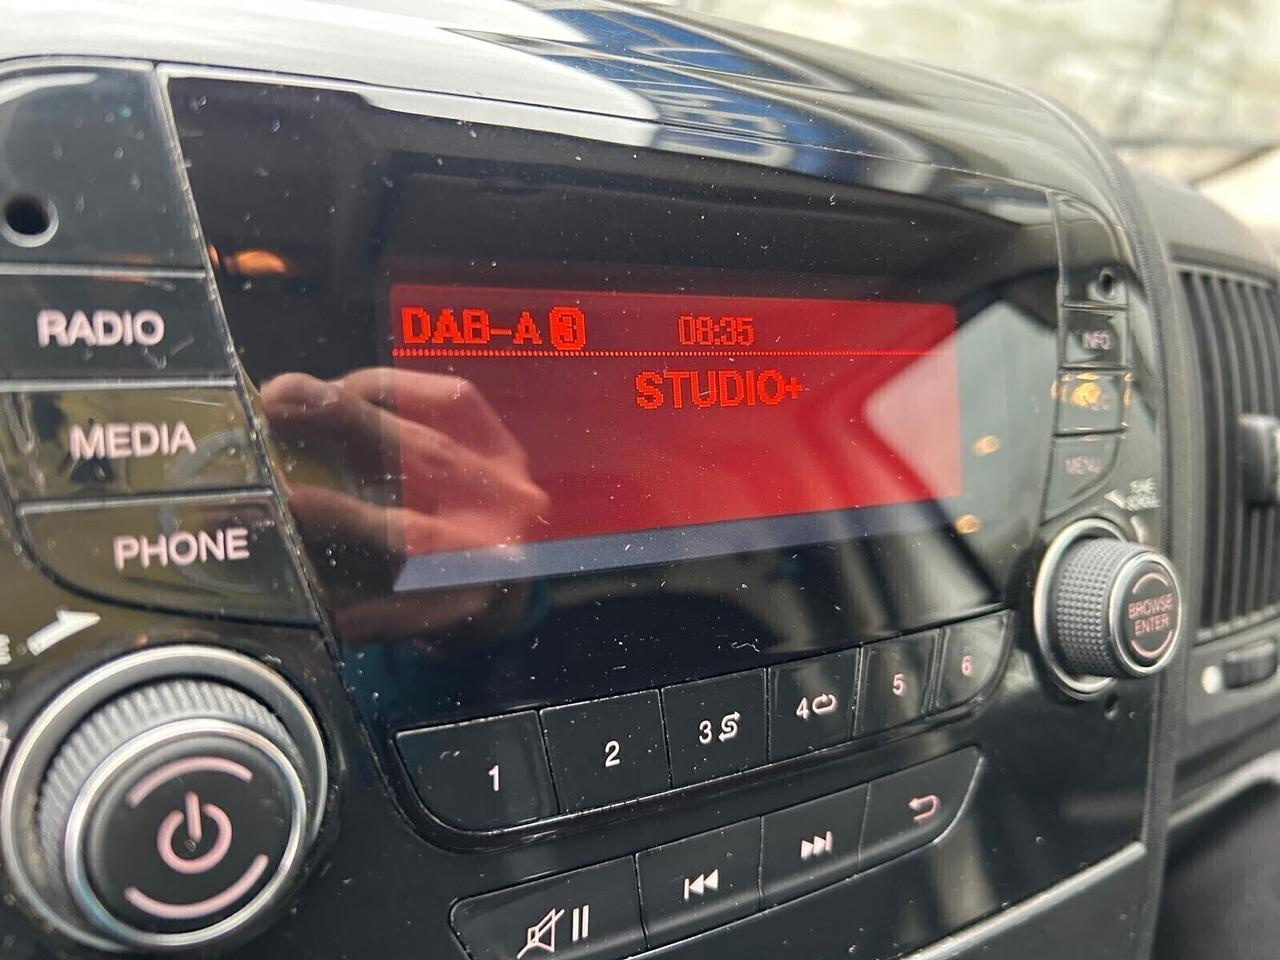 DAB-A 3 08:35
STUDIO+
RADIO
MEDIA
PHONE
INFO
MENU
BROWSE
ENTER
1 2 3 4 5 6